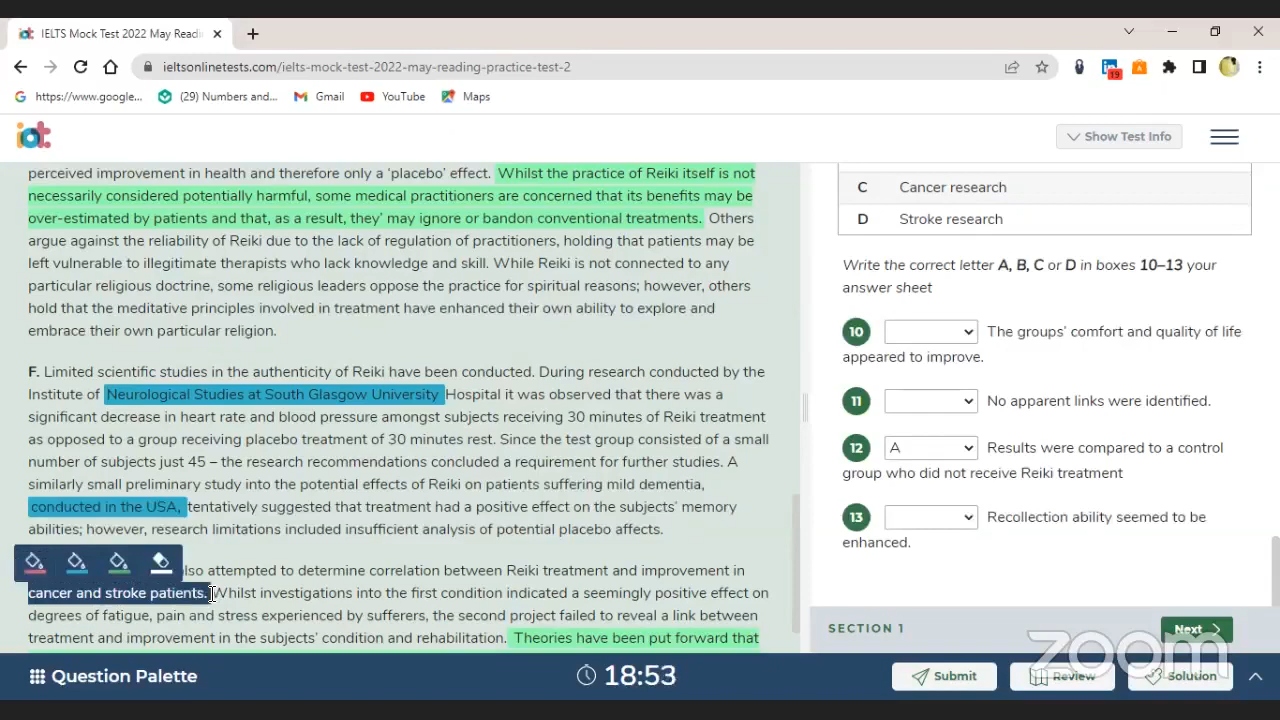 IELTS Mock Test 2022 May Readi
ieltsonlinetests.com/ielts-mock-test-2022-may-reading-practice-test-2
19
https://www.google... (29) Numbers and... Gmail YouTube Maps
iot
Show Test Info
perceived improvement in health and therefore only a 'placebo' effect. Whilst the practice of Reiki itself is not
necessarily considered potentially harmful, some medical practitioners are concerned that its benefits may be
over-estimated by patients and that, as a result, they' may ignore or bandon conventional treatments. Others
argue against the reliability of Reiki due to the lack of regulation of practitioners, holding that patients may be
left vulnerable to illegitimate therapists who lack knowledge and skill. While Reiki is not connected to any
particular religious doctrine, some religious leaders oppose the practice for spiritual reasons; however, others
hold that the meditative principles involved in treatment have enhanced their own ability to explore and
embrace their own particular religion.
F. Limited scientific studies in the authenticity of Reiki have been conducted. During research conducted by the
Institute of Neurological Studies at South Glasgow University Hospital it was observed that there was a
significant decrease in heart rate and blood pressure amongst subjects receiving 30 minutes of Reiki treatment
as opposed to a group receiving placebo treatment of 30 minutes rest. Since the test group consisted of a small
number of subjects just 45 – the research recommendations concluded a requirement for further studies. A
similarly small preliminary study into the potential effects of Reiki on patients suffering mild dementia,
conducted in the USA, tentatively suggested that treatment had a positive effect on the subjects' memory
abilities; however, research limitations included insufficient analysis of potential placebo affects.
also attempted to determine correlation between Reiki treatment and improvement in
cancer and stroke patients. Whilst investigations into the first condition indicated a seemingly positive effect on
degrees of fatigue, pain and stress experienced by sufferers, the second project failed to reveal a link between
treatment and improvement in the subjects' condition and rehabilitation. Theories have been put forward that
C Cancer research
D Stroke research
Write the correct letter A, B, C or D in boxes 10–13 your
answer sheet
10 The groups' comfort and quality of life
appeared to improve.
11 No apparent links were identified.
12 A Results were compared to a control
group who did not receive Reiki treatment
13 Recollection ability seemed to be
enhanced.
SECTION 1 Next
zoom
Question Palette 18:53 Submit Review Solution